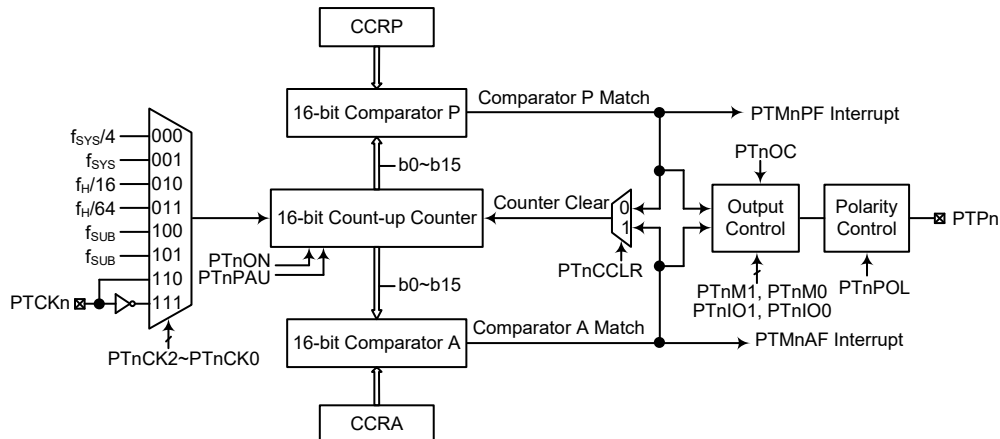 CCRP
16-bit Comparator P
Comparator P Match
PTMnPF Interrupt
b0~b15
fSYS/4
fSYS
fH/16
fH/64
fSUB
fSUB
000
001
010
011
100
101
110
111
PTCKn
PTnCK2~PTnCK0
16-bit Count-up Counter
PTnON
PTnPAU
Counter Clear
0
1
PTnCCLR
PTnOC
Output
Control
PTnM1, PTnM0
PTnIO1, PTnIO0
Polarity
Control
PTnPOL
PTPn
b0~b15
16-bit Comparator A
Comparator A Match
PTMnAF Interrupt
CCRA